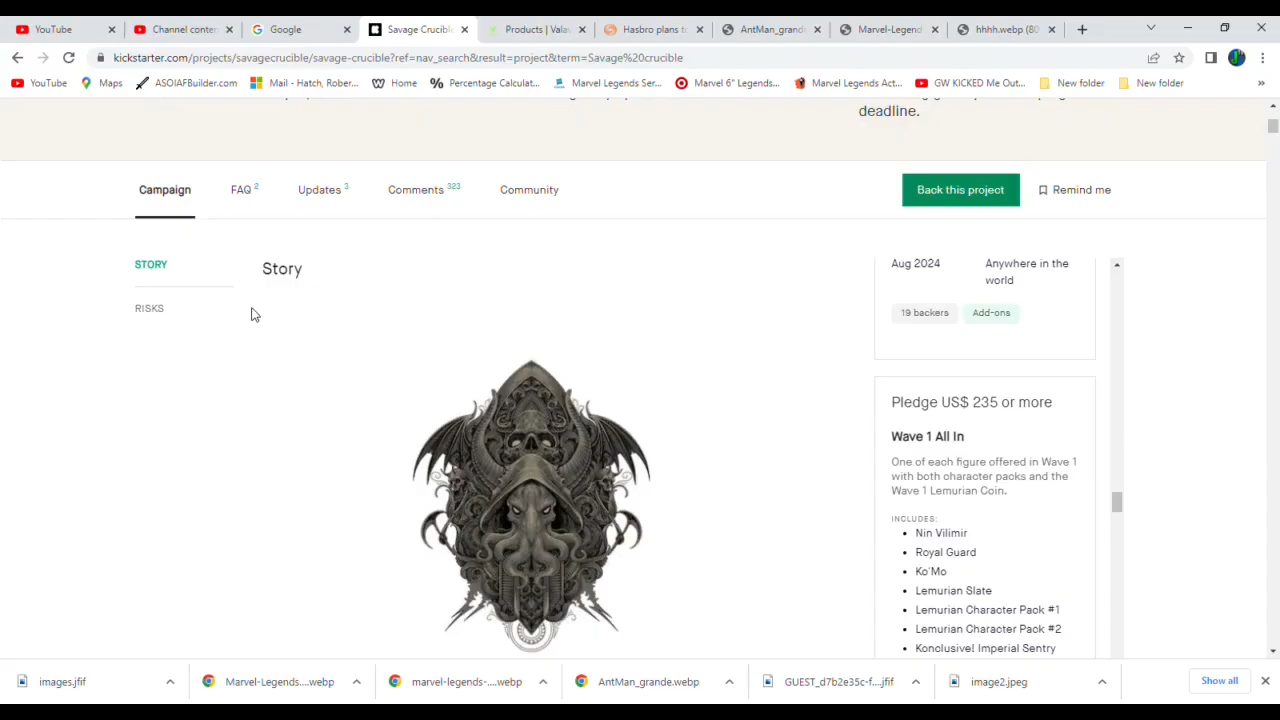 YouTube
Channel conten
Google
Savage Crucible
Products | Valav
Hasbro plans to
AntMan_grande
Marvel-Legend
hhhh.webp (80
kickstarter.com/projects/savagecrucible/savage-crucible?ref=nav_search&result=project&term=Savage%20crucible
YouTube
Maps
ASOIAFBuilder.com
Mail - Hatch, Rober...
Home
Percentage Calculat...
Marvel Legends Ser...
Marvel 6" Legends...
Marvel Legends Act...
GW KICKED Me Out...
New folder
New folder
deadline.
Campaign
FAQ 2
Updates 3
Comments 323
Community
Back this project
Remind me
STORY
RISKS
Story
Aug 2024
Anywhere in the
world
19 backers
Add-ons
Pledge US$ 235 or more
Wave 1 All In
One of each figure offered in Wave 1
with both character packs and the
Wave 1 Lemurian Coin.
INCLUDES:
• Nin Vilimir
• Royal Guard
• Ko'Mo
• Lemurian Slate
• Lemurian Character Pack #1
• Lemurian Character Pack #2
• Konclusivel Imperial Sentry
images.jfif
Marvel-Legends....webp
marvel-legends-....webp
AntMan_grande.webp
GUEST_d7b2e35c-f....jfif
image2.jpeg
Show all